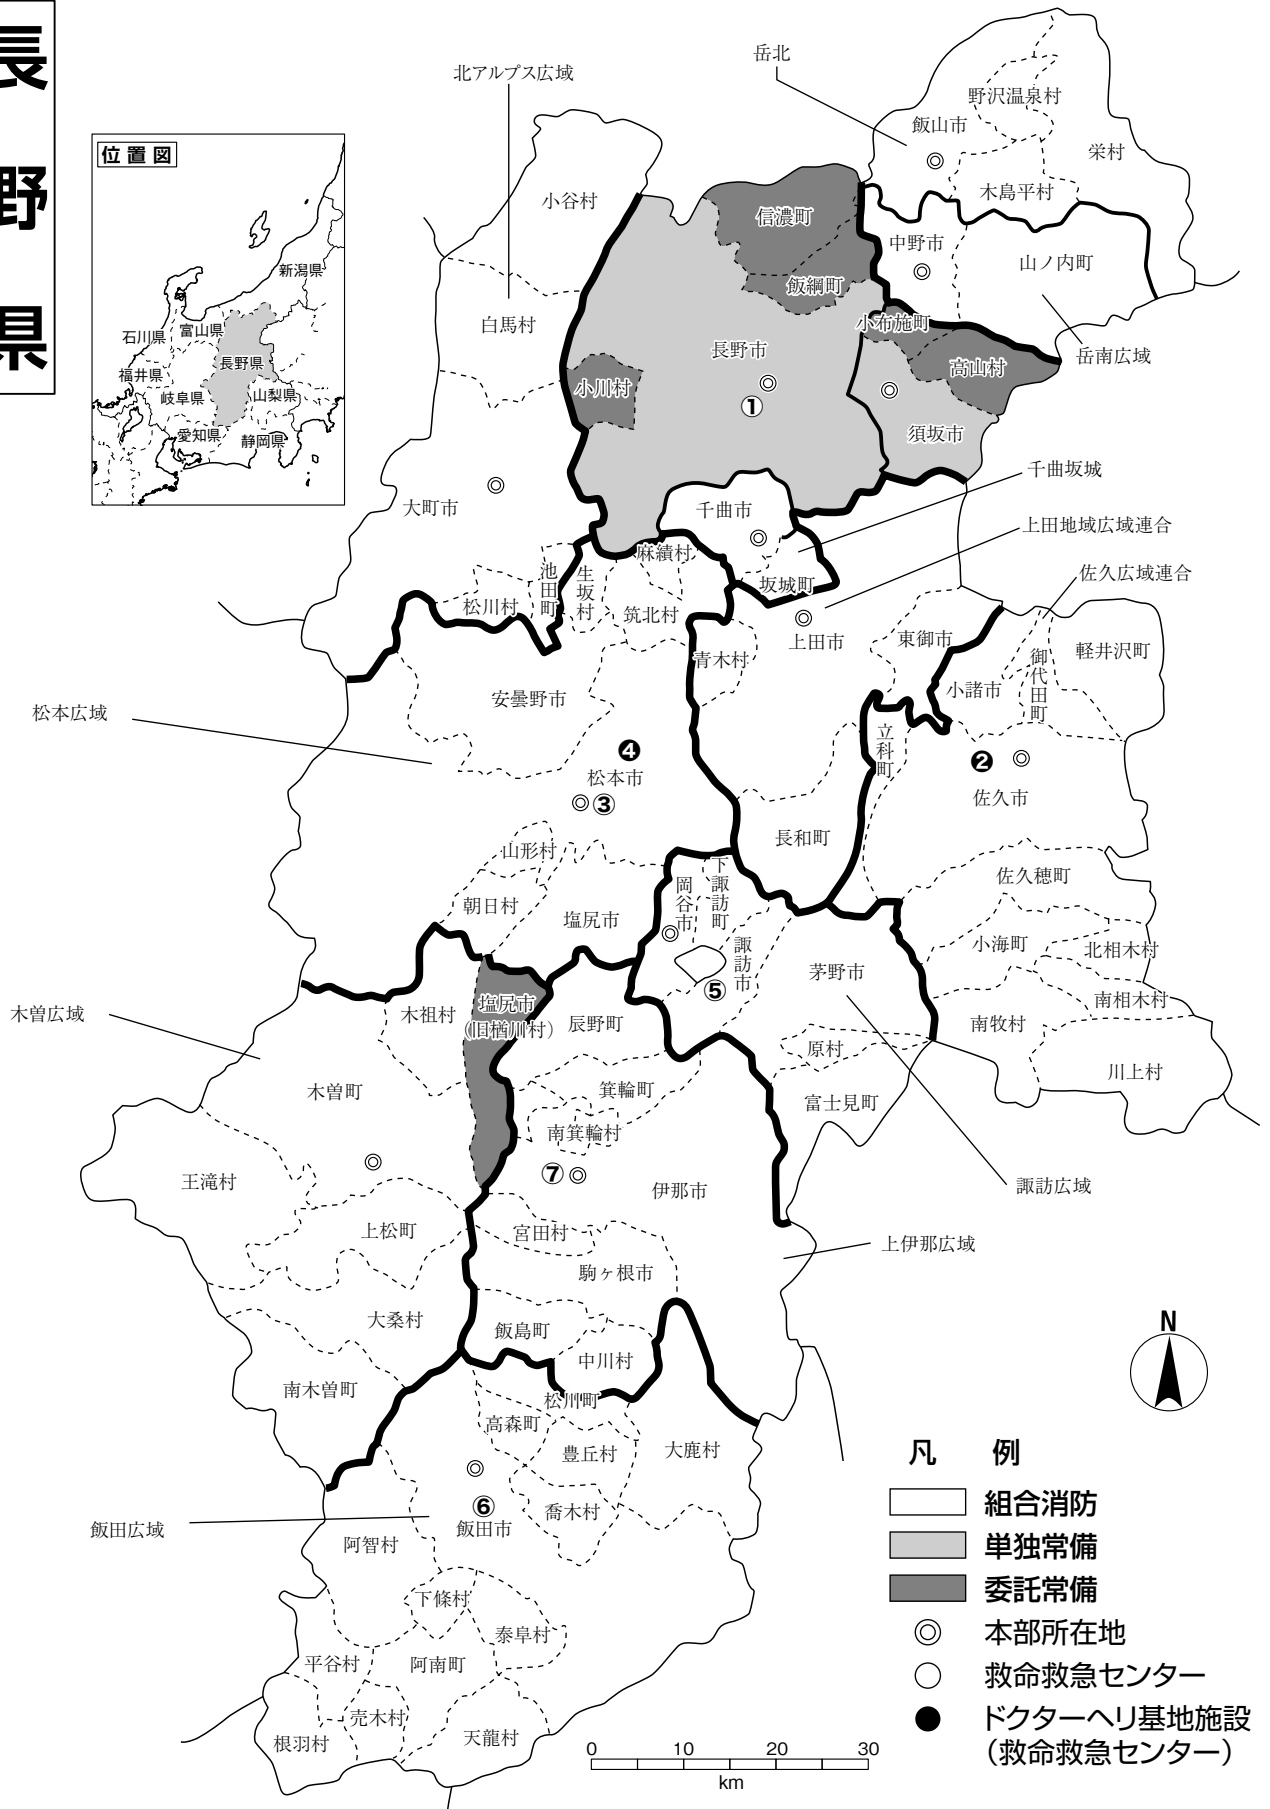 長野県
位置図
新潟県
富山県
石川県
長野県
福井県
岐阜県
山梨県
愛知県
静岡県
北アルプス広域
岳北
野沢温泉村
飯山市
栄村
木島平村
小谷村
信濃町
中野市
山ノ内町
飯綱町
白馬村
小布施町
長野市
岳南広域
高山村
小川村
①
須坂市
千曲坂城
大町市
千曲市
上田地域広域連合
麻績村
佐久広域連合
池田町
生坂村
坂城町
松川村
筑北村
上田市
東御市
青木村
御代田町
軽井沢町
小諸市
安曇野市
松本広域
立科町
❹
❷
松本市
③
佐久市
長和町
山形村
下諏訪町
岡谷市
佐久穂町
朝日村
塩尻市
小海町
北相木村
諏訪市
茅野市
⑤
南相木村
木曽広域
木祖村
塩尻市
(旧楢川村)
辰野町
南牧村
原村
川上村
木曽町
箕輪町
富士見町
南箕輪村
⑦
王滝村
伊那市
諏訪広域
上松町
宮田村
上伊那広域
駒ヶ根市
大桑村
飯島町
N
中川村
南木曽町
松川町
高森町
豊丘村
大鹿村
⑥
喬木村
飯田広域
飯田市
阿智村
下條村
泰阜村
平谷村
阿南町
売木村
天龍村
根羽村
凡 例
組合消防
単独常備
委託常備
本部所在地
救命救急センター
ドクターヘリ基地施設
(救命救急センター)
0 10 20 30
km